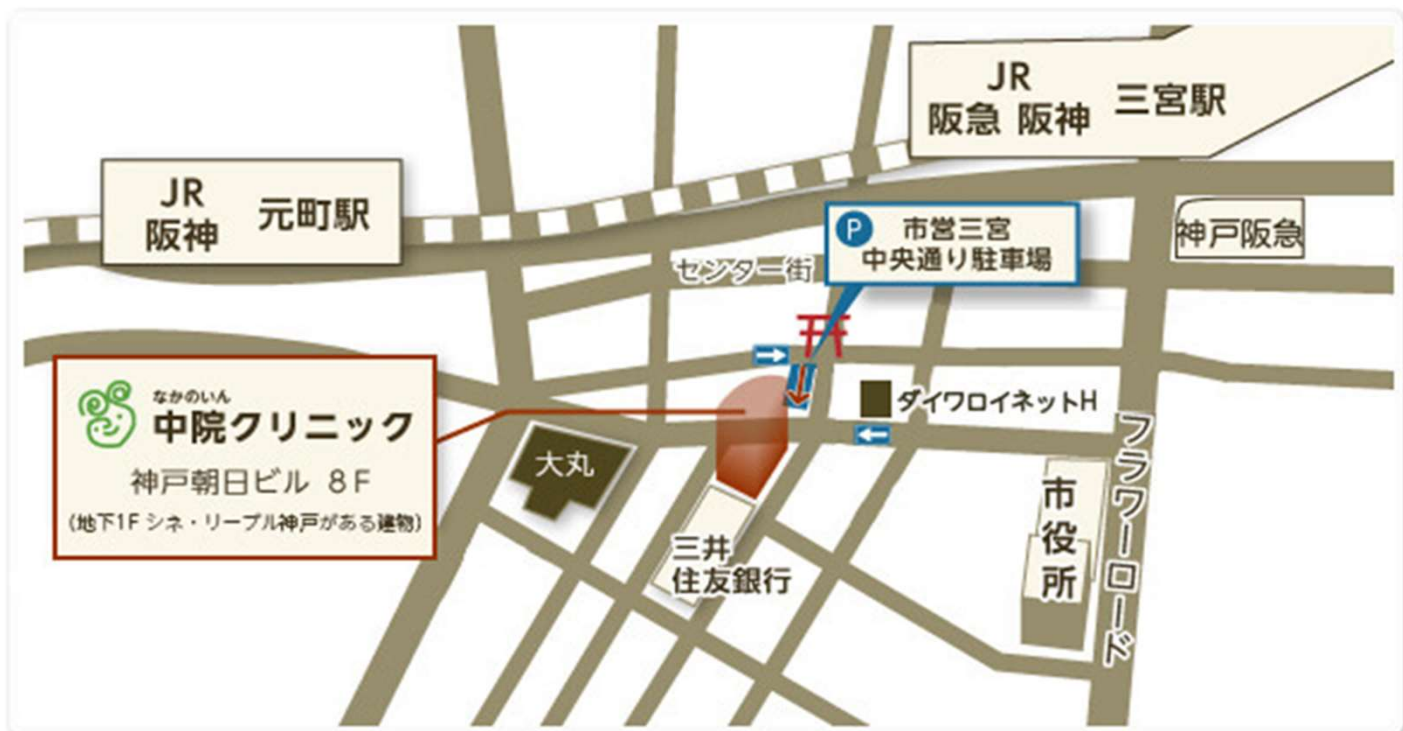 JR
阪急 阪神 三宮駅
JR
阪神 元町駅
神戸阪急
P 市営三宮
中央通り駐車場
センター街
なかのいん
中院クリニック
神戸朝日ビル 8F
(地下1F シネ・リーブル神戸がある建物)
ダイワロイネットH
大丸
フラワーロード
市役所
三井
住友銀行